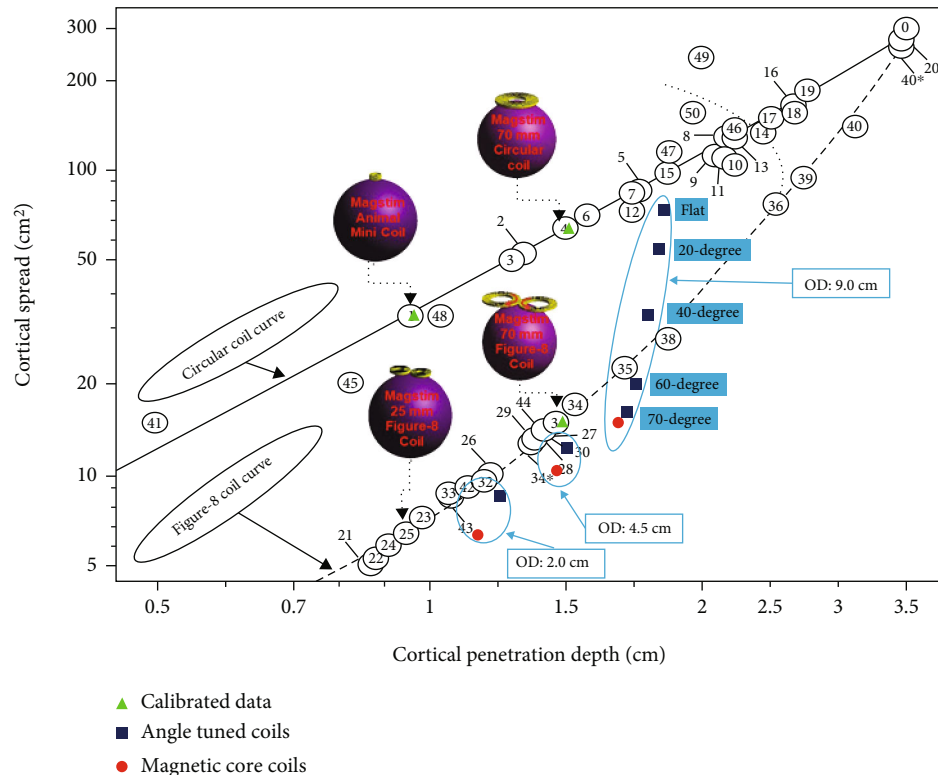 300
200
100
50
20
10
5
Cortical spread (cm²)
0.5
0.7
1
1.5
2
2.5
3
3.5
Cortical penetration depth (cm)
Circular coil curve
Figure-8 coil curve
Magstim
70 mm
Circular
coil
Magstim
Animal
Mini Coil
Magstim
70 mm
Figure-8
Coil
Magstim
25 mm
Figure-8
Coil
0
20
40*
49
16
19
50
17
18
46
8
14
40
47
13
5
15
9
11
10
39
7
12
36
2
6
4
3
1
48
38
35
45
34
44
29
3
41
27
30
28
26
34*
32
42
33
43
23
25
21
24
22
Flat
20-degree
OD: 9.0 cm
40-degree
60-degree
70-degree
OD: 4.5 cm
OD: 2.0 cm
Calibrated data
Angle tuned coils
Magnetic core coils